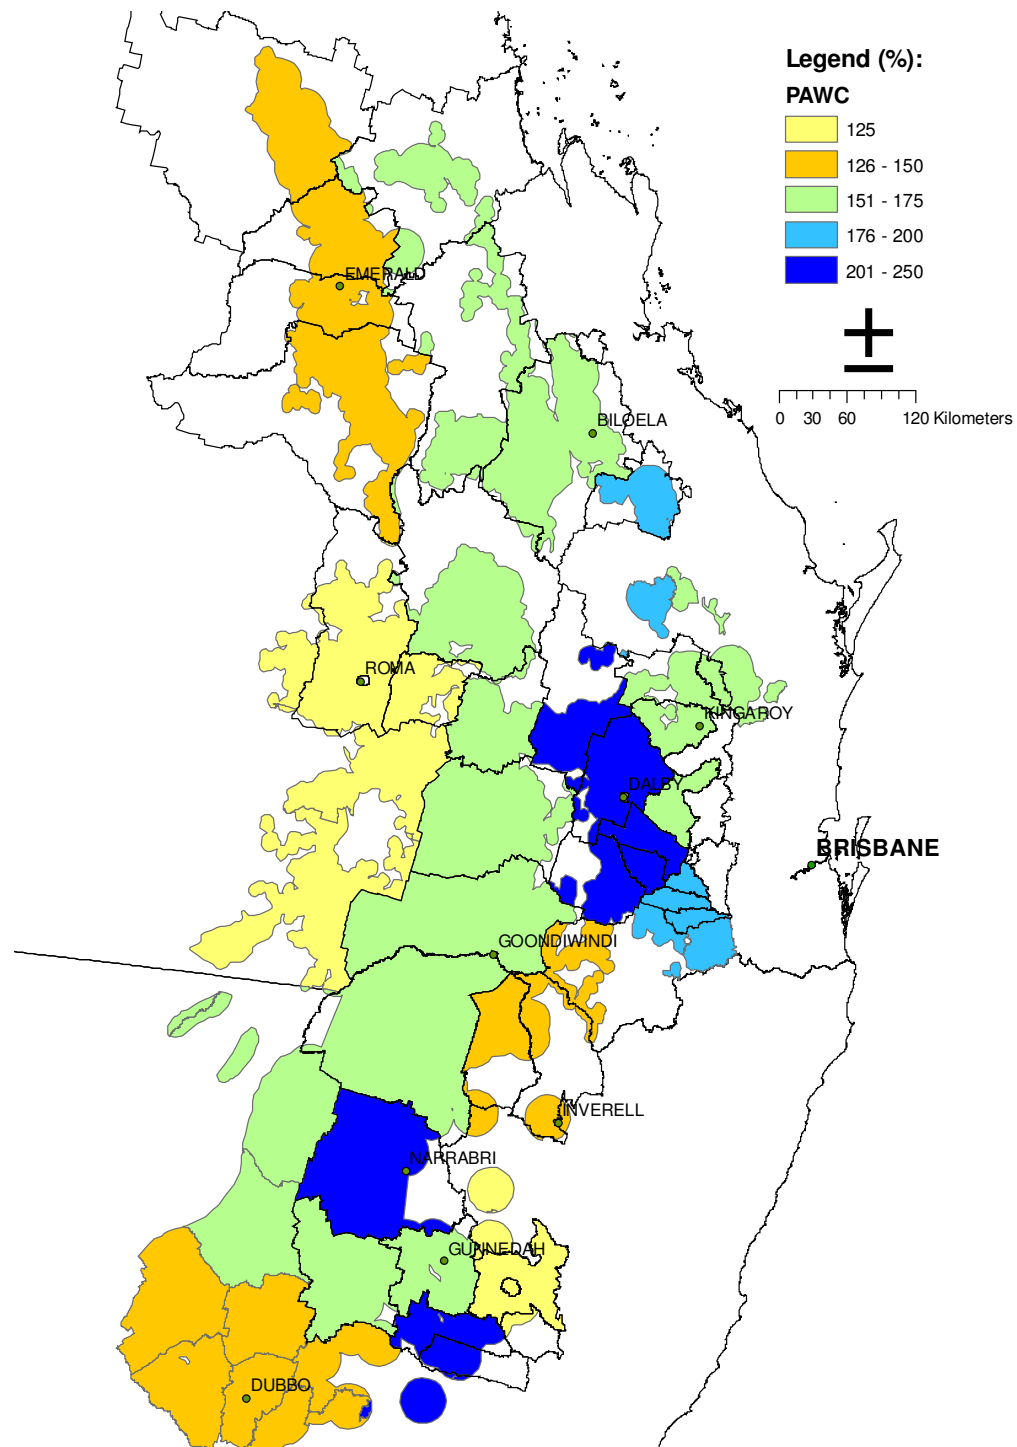 Legend (%):
PAWC
125
126 - 150
151 - 175
176 - 200
201 - 250
0 30 60 120 Kilometers
EMERALD
BILOELA
ROMA
KINGAROY
DALBY
BRISBANE
GOONDIWINDI
INVERELL
NARRABRI
GUNNEDAH
DUBBO